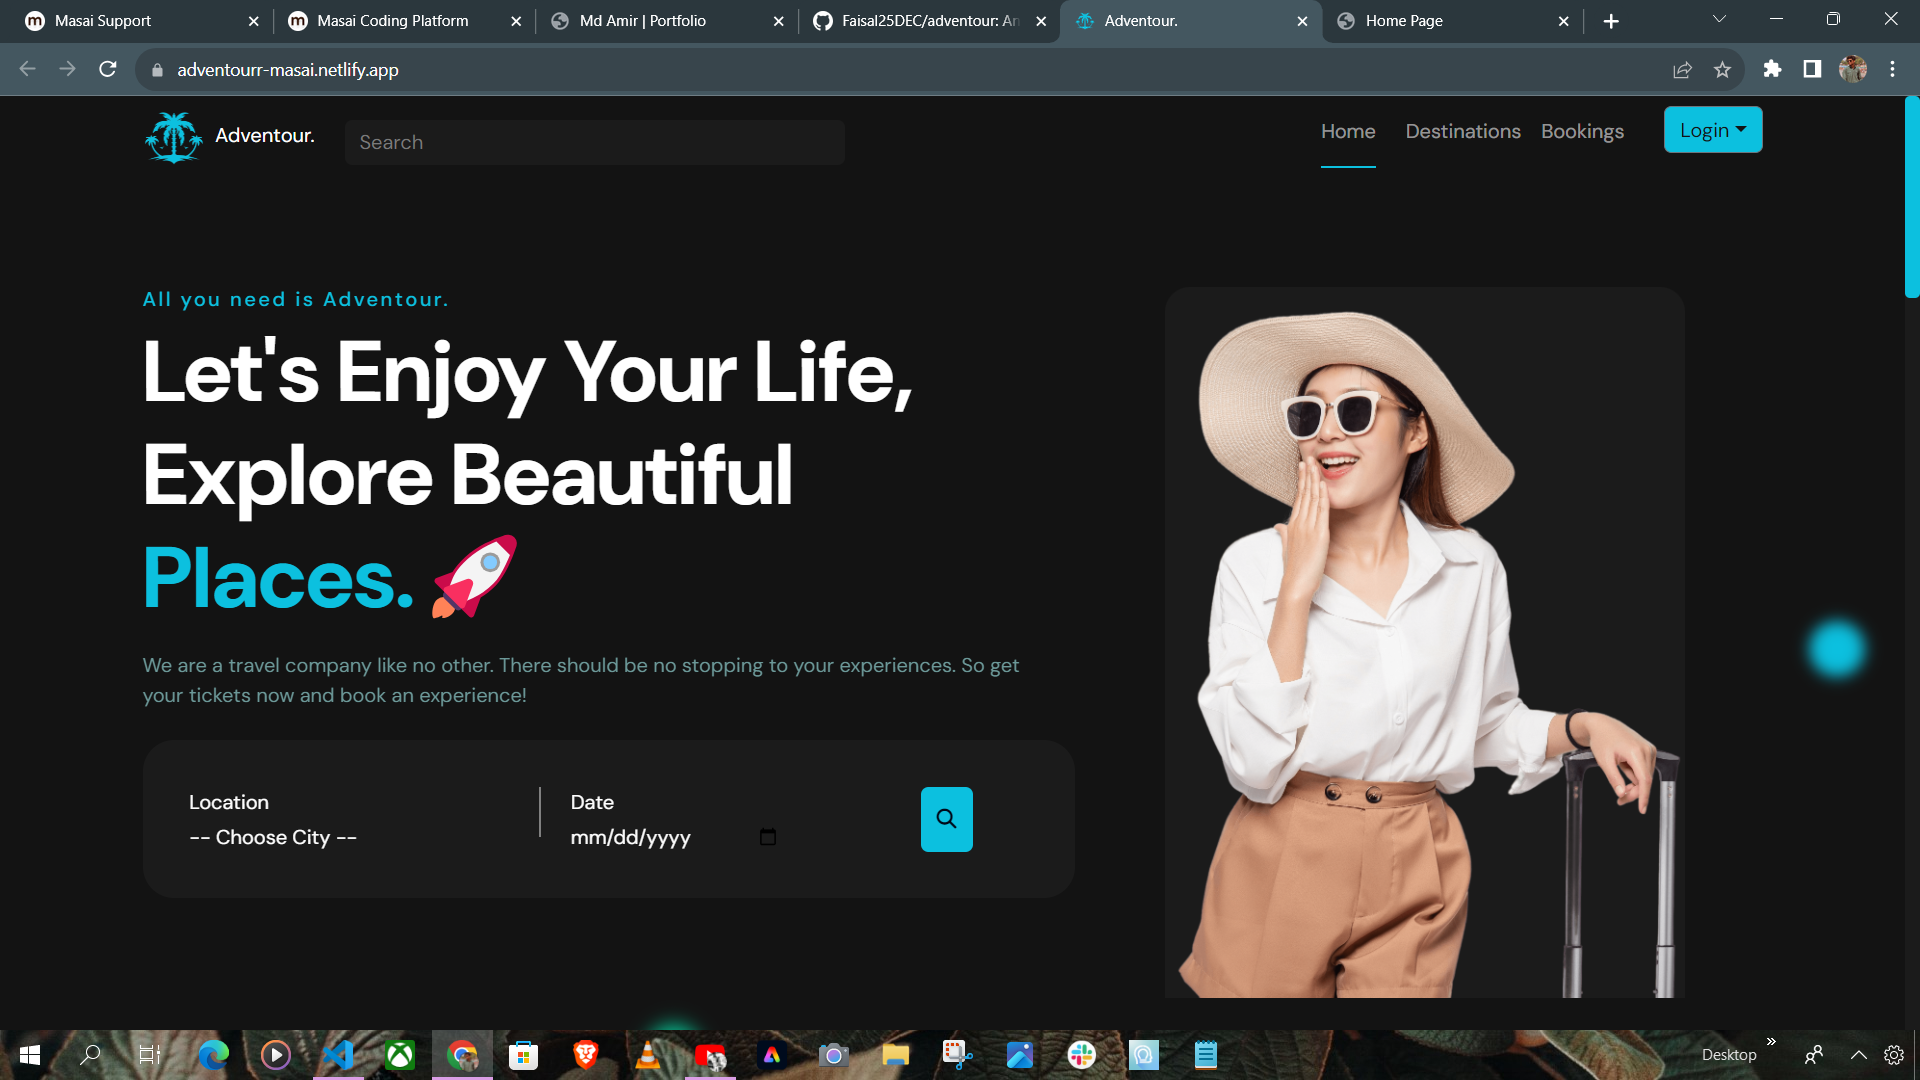 Masai Support
Masai Coding Platform
Md Amir | Portfolio
Faisal25DEC/adventour: An
Adventour.
Home Page
adventourr-masai.netlify.app
Adventour.
Search
Home
Destinations
Bookings
Login
All you need is Adventour.
Let's Enjoy Your Life,
Explore Beautiful
Places. 🚀
We are a travel company like no other. There should be no stopping to your experiences. So get
your tickets now and book an experience!
Location
-- Choose City --
Date
mm/dd/yyyy
Desktop